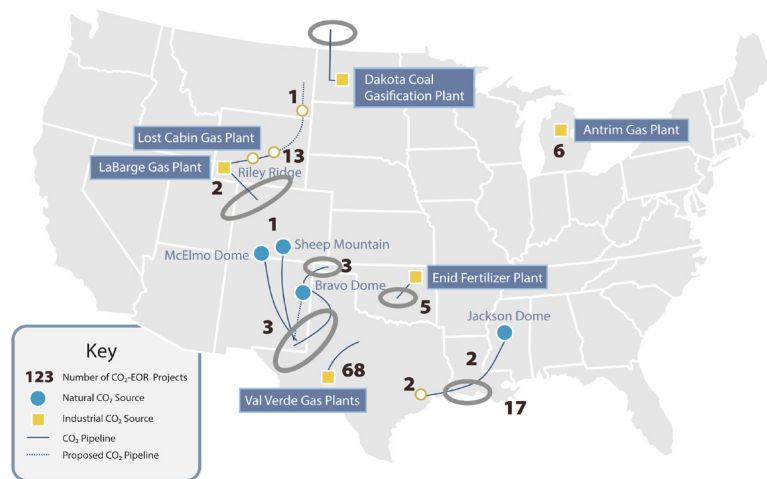 Dakota Coal
Gasification Plant
1
Lost Cabin Gas Plant
Antrim Gas Plant
6
13
LaBarge Gas Plant
Riley Ridge
2
1
Sheep Mountain
McElmo Dome
3
Enid Fertilizer Plant
Bravo Dome
5
Jackson Dome
3
2
68
2
17
Val Verde Gas Plants
Key
123 Number of CO₂-EOR Projects
Natural CO₂ Source
Industrial CO₂ Source
CO₂ Pipeline
Proposed CO₂ Pipeline